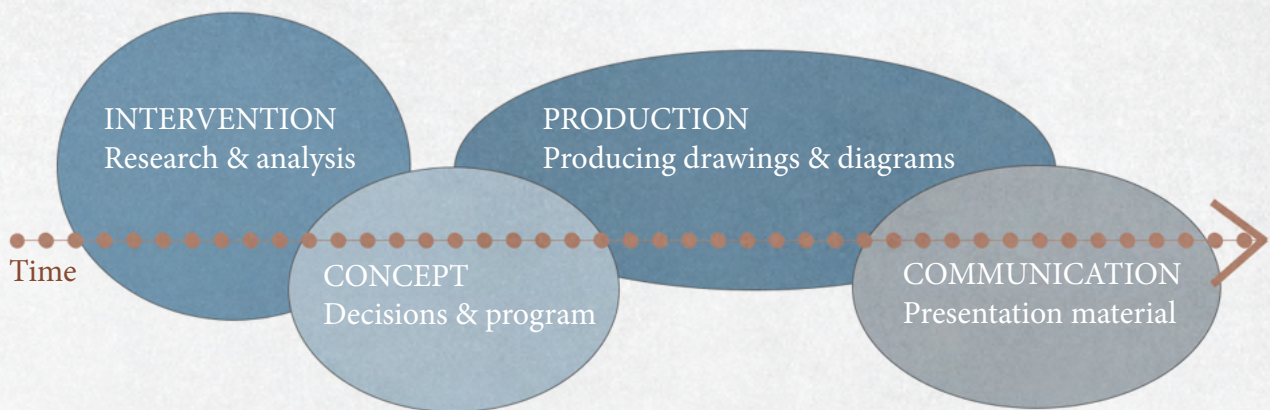 INTERVENTION
Research & analysis
PRODUCTION
Producing drawings & diagrams
Time
CONCEPT
Decisions & program
COMMUNICATION
Presentation material